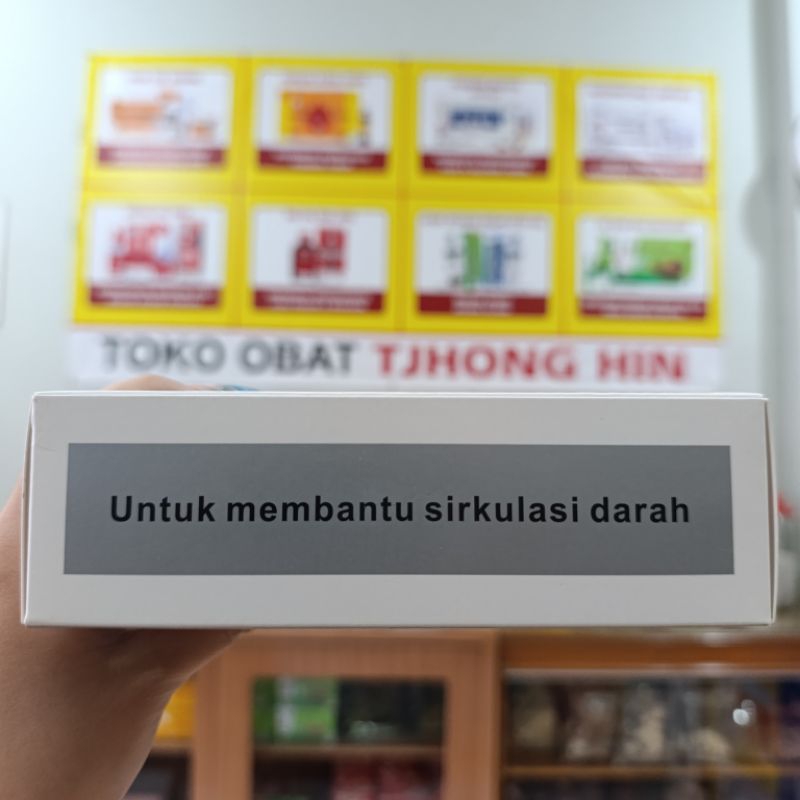 TOKO OBAT TJHONG HIN
Untuk membantu sirkulasi darah